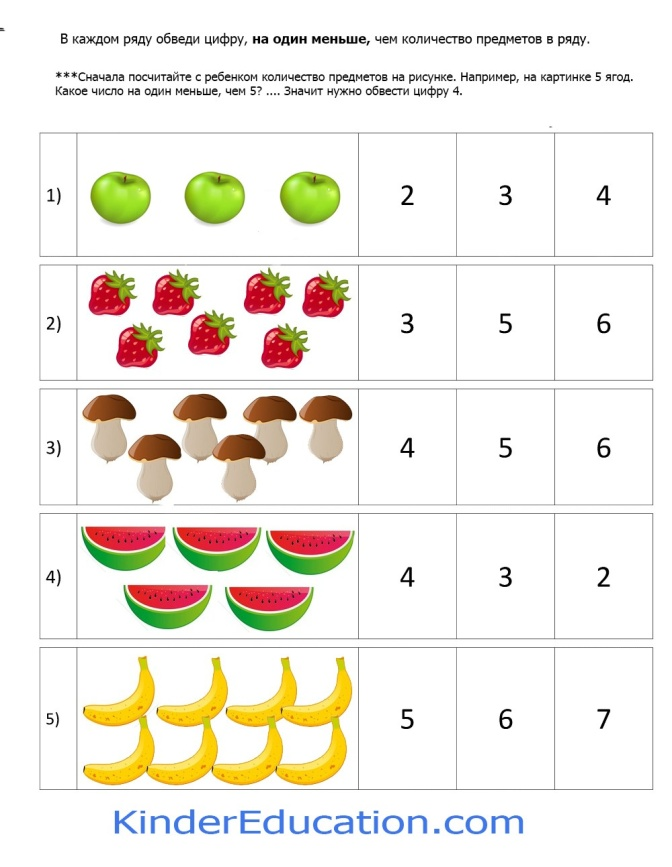 В каждом ряду обведи цифру, на один меньше, чем количество предметов в ряду.
***Сначала посчитайте с ребенком количество предметов на рисунке. Например, на картинке 5 ягод.
Какое число на один меньше, чем 5? .... Значит нужно обвести цифру 4.
1) 2 3 4
2) 3 5 6
3) 4 5 6
4) 4 3 2
5) 5 6 7
KinderEducation.com